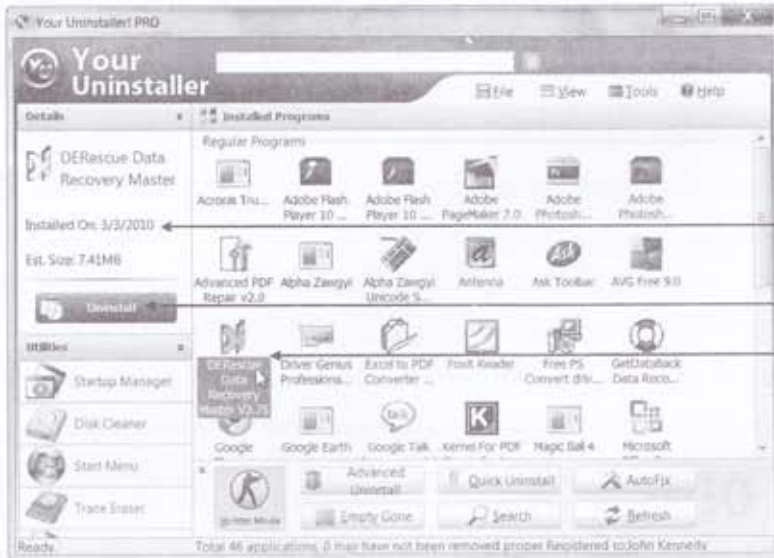 Your Uninstaller! PRO
Your
Uninstaller
File View Tools Help
Details
Installed Programs
Regular Programs
DERescue Data
Recovery Master
Installed On: 3/3/2010
Est. Size: 7.41MB
Uninstall
Acronis Tru...
Adobe Flash
Player 10 ...
Adobe Flash
Player 10 ...
Adobe
PageMaker 7.0
Adobe
Photosh...
Adobe
Photosh...
Advanced PDF
Repair v2.0
Alpha Zawgyi
Alpha Zawgyi
Unicode S...
Antenna
Ask Toolbar
AVG Free 9.0
DERescue
Data
Recovery
Master V2.75
Driver Genius
Professiona...
Excel to PDF
Converter ...
Foxit Reader
Free PS
Convert driv...
GetDataBack
Data Reco...
Google
Google Earth
Google Talk
Kernel For PDF
Magic Ball 4
Microsoft
Utilities
Startup Manager
Disk Cleaner
Start Menu
Trace Eraser
Hunter Mode
Advanced
Uninstall
Quick Uninstall
AutoFix
Empty Gone
Search
Refresh
Ready
Total 46 applications, 0 may have not been removed proper Registered to:John Kennedy